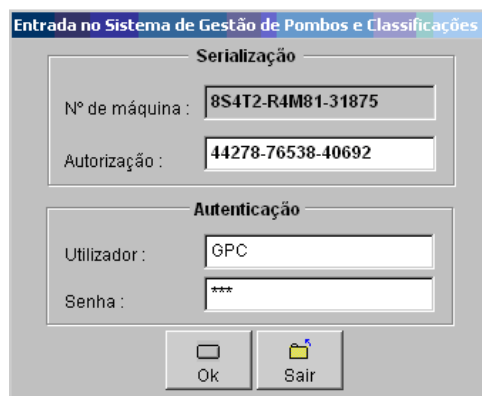 Entrada no Sistema de Gestão de Pombos e Classificações
Serialização
Nº de máquina : 8S4T2-R4M81-31875
Autorização : 44278-76538-40692
Autenticação
Utilizador : GPC
Senha : ***
Ok Sair